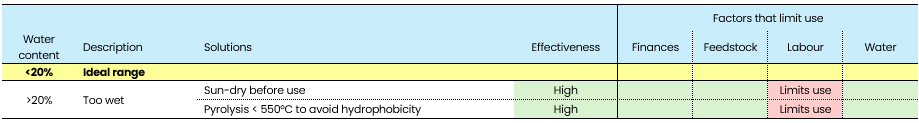 Factors that limit use
Water content Description Solutions Effectiveness Finances Feedstock Labour Water
<20% Ideal range
>20% Too wet Sun-dry before use High Limits use
Pyrolysis < 550°C to avoid hydrophobicity High Limits use